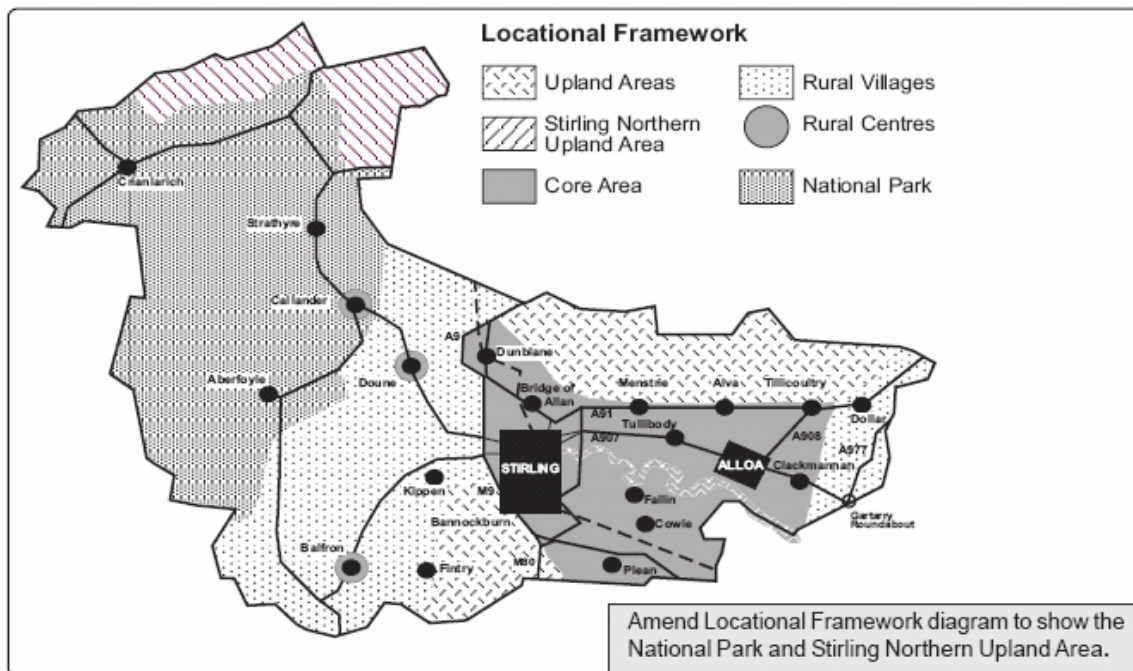 Locational Framework
Upland Areas
Rural Villages
Stirling Northern
Upland Area
Rural Centres
Core Area
National Park
Crianlarich
Strathyre
Callander
A9
Dunblane
Aberfoyle
Doune
Bridge of
Allan
Menstrie
Alva
Tillicoultry
Dollar
A91
Tullibody
A907
A908
A977
STIRLING
ALLOA
Clackmannan
Kippen
M9
Fallin
Gartarry
Roundabout
Bannockburn
Cowie
Balfron
Fintry
M80
Plean
Amend Locational Framework diagram to show the
National Park and Stirling Northern Upland Area.